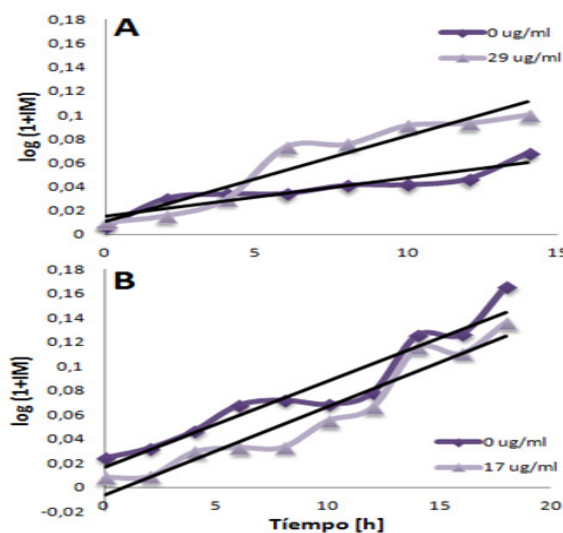 A
0,18
0,16
0,14
0,12
0,1
0,08
0,06
0,04
0,02
0
log (1+IM)
0 ug/ml
29 ug/ml
0 5 10 15
B
0,18
0,16
0,14
0,12
0,1
0,08
0,06
0,04
0,02
0
-0,02
log (1+IM)
0 ug/ml
17 ug/ml
0 5 10 15 20
Tíempo [h]